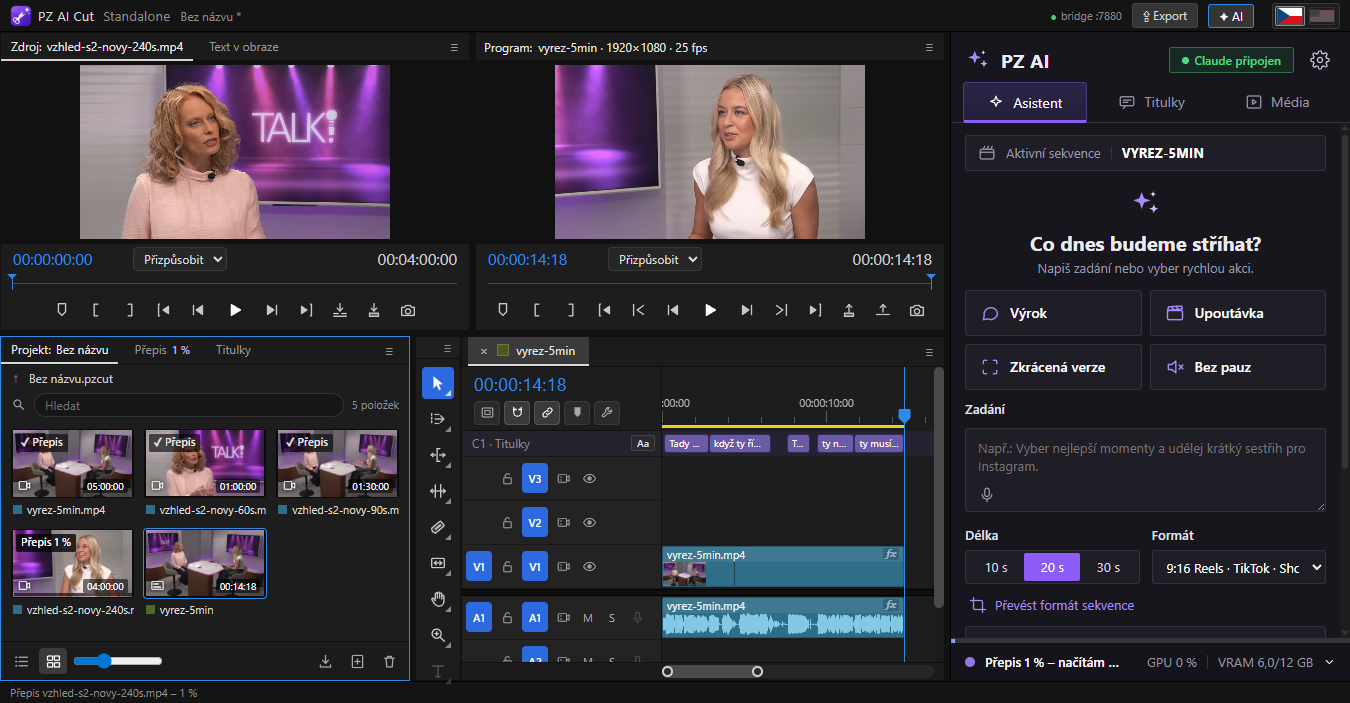 PZ AI Cut Standalone Bez názvu *
bridge :7880 Export AI
Zdroj: vzhled-s2-novy-240s.mp4 Text v obraze
Program: vyrez-5min · 1920×1080 · 25 fps
TALK!
00:00:00:00 Přizpůsobit 00:04:00:00
00:00:14:18 Přizpůsobit 00:00:14:18
Projekt: Bez názvu Přepis 1 % Titulky
Bez názvu.pzcut
Hledat 5 položek
Přepis Přepis Přepis
TALK!
05:00:00 01:00:00 01:30:00
vyrez-5min.mp4 vzhled-s2-novy-60s.m vzhled-s2-novy-90s.m
Přepis 1 %
04:00:00 00:14:18
vzhled-s2-novy-240s.r vyrez-5min
vyrez-5min
00:00:14:18
:00:00 00:00:10:00
C1 · Titulky Aa Tady ... když ty ří... T... ty n... ty musí...
V3
V2
V1 V1 vyrez-5min.mp4 fx
A1 A1 M S vyrez-5min.mp4 fx
A2 M S
PZ AI Claude připojen
Asistent Titulky Média
Aktivní sekvence VYREZ-5MIN
Co dnes budeme stříhat?
Napiš zadání nebo vyber rychlou akci.
Výrok Upoutávka
Zkrácená verze Bez pauz
Zadání
Např.: Vyber nejlepší momenty a udělej krátký sestřih pro
Instagram.
Délka Formát
10 s 20 s 30 s 9:16 Reels · TikTok · Shc
Převést formát sekvence
Přepis 1 % – načítám ... GPU 0 % VRAM 6,0/12 GB
Přepis vzhled-s2-novy-240s.mp4 – 1 %